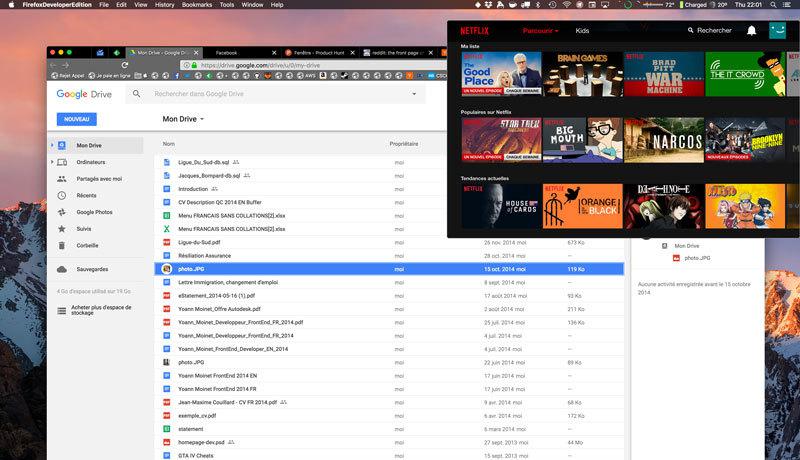 FirefoxDeveloperEdition File Edit View History Bookmarks Tools Window Help
72° Charged 20° Thu 22:01
NETFLIX Parcourir Kids Rechercher
Ma liste
The Good Place
UN NOUVEL ÉPISODE CHAQUE SEMAINE
BRAIN GAMES
NETFLIX
BRAD PITT
WAR MACHINE
THE IT CROWD
Populaires sur Netflix
STAR TREK
UN NOUVEL ÉPISODE CHAQUE SEMAINE
NETFLIX
BIG MOUTH
NETFLIX
NARCOS
BROOKLYN NINE-NINE
NOUVEAUX ÉPISODES
Tendances actuelles
NETFLIX
HOUSE of CARDS
NETFLIX
ORANGE is the new BLACK
DEATH NOTE
NARUTO
Mon Drive - Google Dri
Facebook
Fenêtre - Product Hunt
reddit: the front page o
https://drive.google.com/drive/u/0/my-drive
Rejet Appel Je paie en ligne
AWS
Google Drive
Rechercher dans Google Drive
NOUVEAU
Mon Drive
Mon Drive
Ordinateurs
Partagés avec moi
Récents
Google Photos
Suivis
Corbeille
Sauvegardes
4 Go d'espace utilisé sur 19 Go
Acheter plus d'espace de stockage
Nom Propriétaire
Ligue_Du_Sud-db.sql moi
Jacques_Bompard-db.sql moi
Introduction moi
CV Description QC 2014 EN Buffer moi
Menu FRANCAIS SANS COLLATIONS[2].xlsx moi
Menu FRANCAIS SANS COLLATIONS[2].xlsx moi
Ligue-du-Sud.pdf moi 26 nov. 2014 moi 673 Ko
Résiliation Assurance moi 28 oct. 2014 moi –
photo.JPG moi 15 oct. 2014 moi 119 Ko
Lettre Immigration, changement d'emploi moi 8 sept. 2014 moi –
eStatement_2014-05-16 (1).pdf moi 17 août 2014 moi 93 Ko
Yoann Moinet_Offre Autodesk.pdf moi 2 août 2014 moi 211 Ko
Yoann_Moinet_Developpeur_FrontEnd_FR_2014.pdf moi 25 juil. 2014 moi 136 Ko
Yoann_Moinet_Developpeur_FrontEnd_FR_2014 moi 4 juil. 2014 moi –
Yoann_Moinet_FrontEnd_Developer_EN_2014 moi 4 juil. 2014 moi –
photo.JPG moi 22 juin 2014 moi 89 Ko
Yoann Moinet FrontEnd 2014 EN moi 17 juin 2014 moi –
Yoann Moinet FrontEnd 2014 FR moi 17 juin 2014 moi –
Jean-Maxime Couillard - CV FR 2014.pdf moi 9 avr. 2014 moi 68 Ko
exemple_cv.pdf moi 6 avr. 2014 moi 172 Ko
statement moi 6 mars 2014 moi –
homepage-dev.psd moi 27 sept. 2013 moi 44 Mo
GTA IV Cheats moi 27 sept. 2013 moi –
Mon Drive
photo.JPG
Aucune activité enregistrée avant le 15 octobre 2014